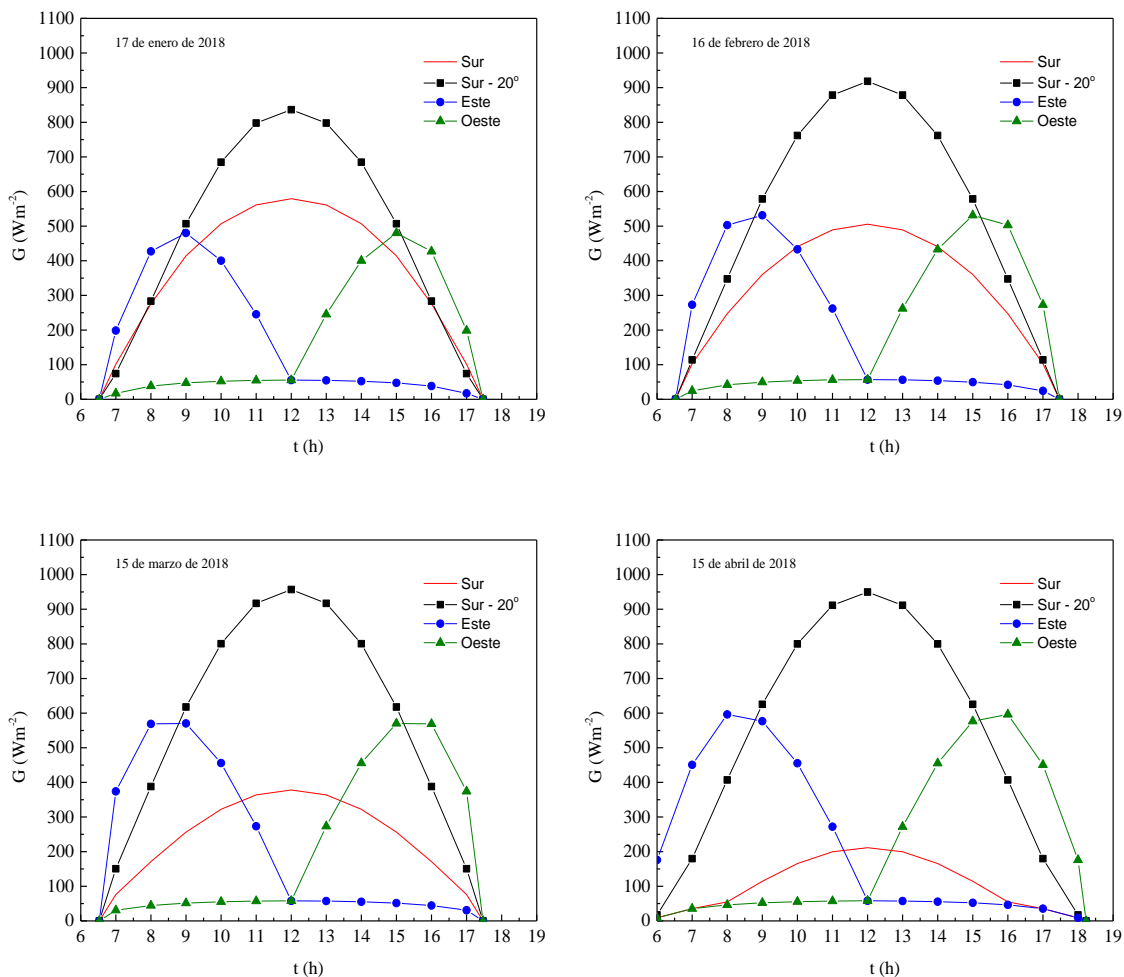 17 de enero de 2018
Sur
Sur - 20°
Este
Oeste
G (Wm-2)
1100
1000
900
800
700
600
500
400
300
200
100
0
6 7 8 9 10 11 12 13 14 15 16 17 18 19
t (h)
16 de febrero de 2018
Sur
Sur - 20°
Este
Oeste
G (Wm-2)
1100
1000
900
800
700
600
500
400
300
200
100
0
6 7 8 9 10 11 12 13 14 15 16 17 18 19
t (h)
15 de marzo de 2018
Sur
Sur - 20°
Este
Oeste
G (Wm-2)
1100
1000
900
800
700
600
500
400
300
200
100
0
6 7 8 9 10 11 12 13 14 15 16 17 18 19
t (h)
15 de abril de 2018
Sur
Sur - 20°
Este
Oeste
G (Wm-2)
1100
1000
900
800
700
600
500
400
300
200
100
0
6 7 8 9 10 11 12 13 14 15 16 17 18 19
t (h)